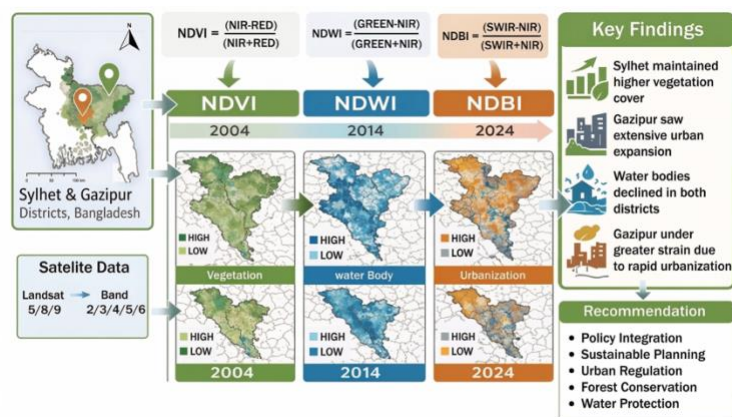 NDVI = (NIR-RED)
(NIR+RED)
NDWI = (GREEN-NIR)
(GREEN+NIR)
NDBI = (SWIR-NIR)
(SWIR+NIR)
N
Sylhet & Gazipur
Districts, Bangladesh
Satelite Data
Landsat
5/8/9
Band
2/3/4/5/6
NDVI
NDWI
NDBI
2004
2014
2024
HIGH
LOW
Vegetation
HIGH
LOW
water Body
HIGH
LOW
Urbanization
HIGH
LOW
2004
HIGH
LOW
2014
HIGH
LOW
2024
Key Findings
Sylhet maintained
higher vegetation
cover
Gazipur saw
extensive urban
expansion
Water bodies
declined in both
districts
Gazipur under
greater strain due
to rapid urbanization
Recommendation
• Policy Integration
• Sustainable Planning
• Urban Regulation
• Forest Conservation
• Water Protection